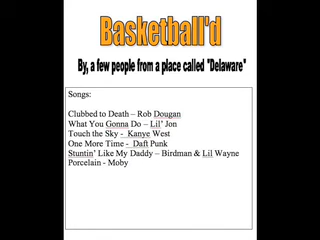 Basketball'd
By, a few people from a place called "Delaware"
Songs:
Clubbed to Death – Rob Dougan
What You Gonna Do – Lil' Jon
Touch the Sky -  Kanye West
One More Time -  Daft Punk
Stuntin' Like My Daddy – Birdman & Lil Wayne
Porcelain - Moby